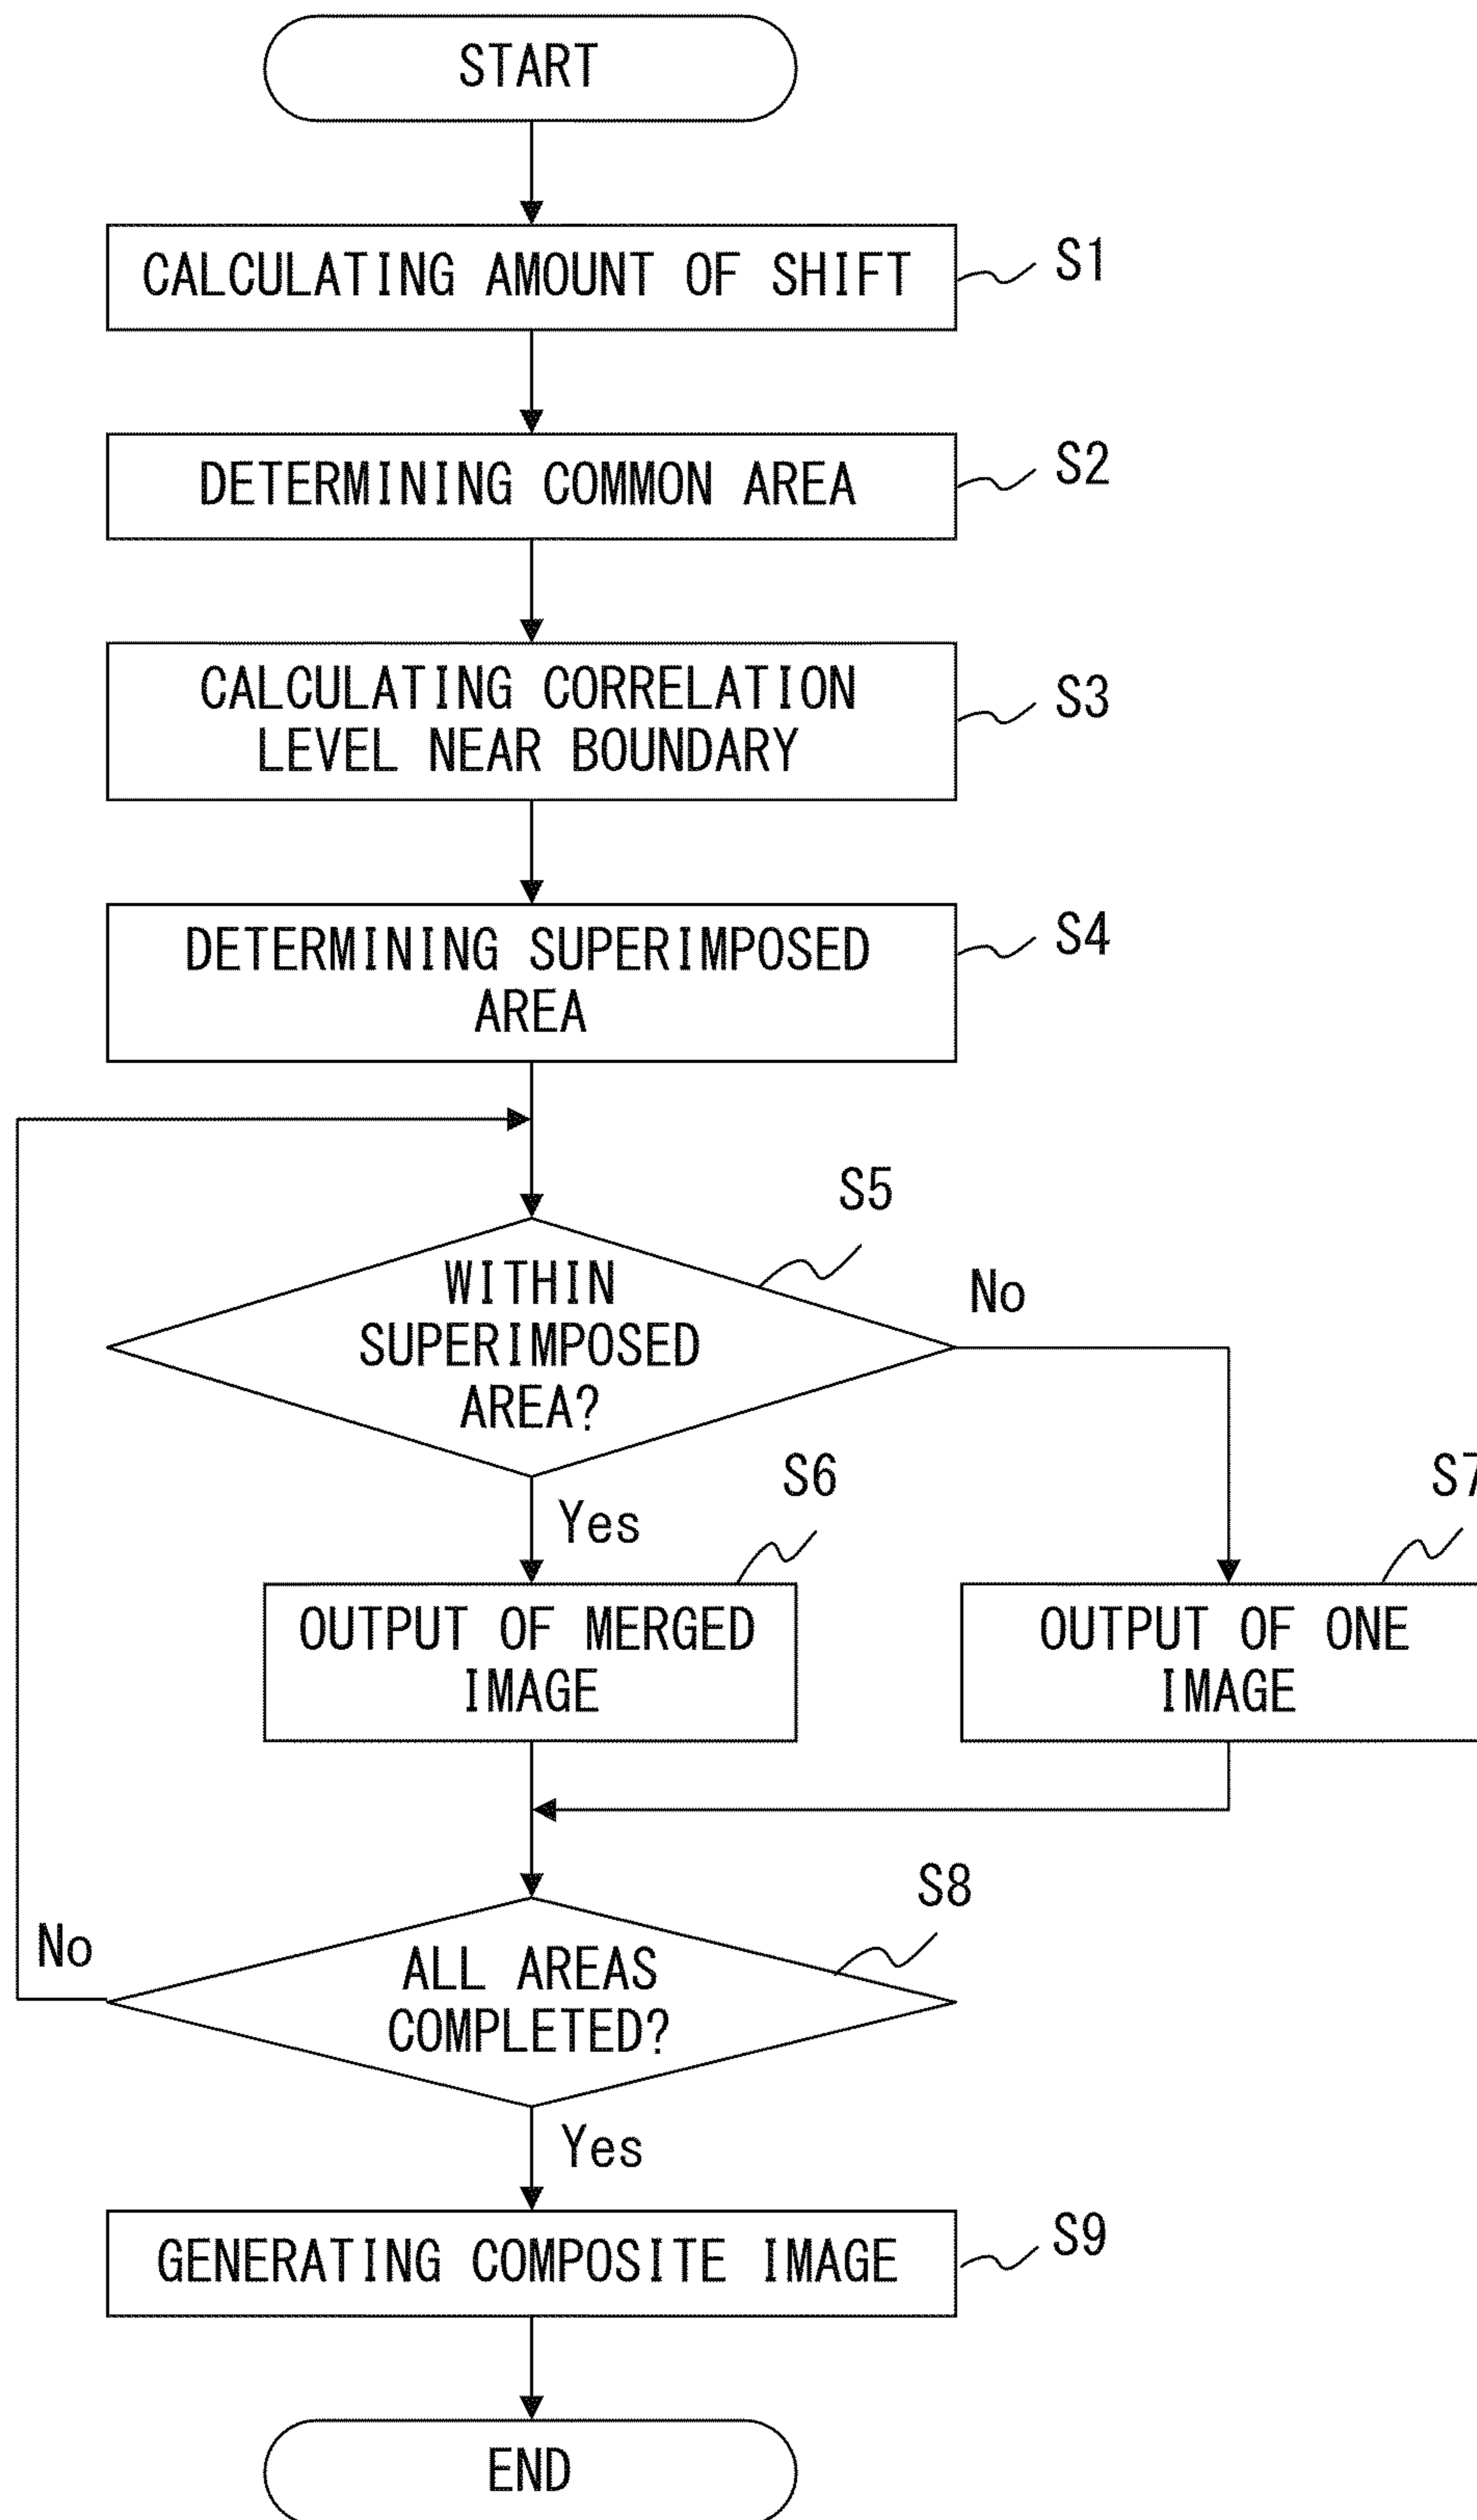 START
CALCULATING AMOUNT OF SHIFT
S1
DETERMINING COMMON AREA
S2
CALCULATING CORRELATION
LEVEL NEAR BOUNDARY
S3
DETERMINING SUPERIMPOSED
AREA
S4
S5
WITHIN
SUPERIMPOSED
AREA?
No
Yes
S6
S7
OUTPUT OF MERGED
IMAGE
OUTPUT OF ONE
IMAGE
S8
No
ALL AREAS
COMPLETED?
Yes
GENERATING COMPOSITE IMAGE
S9
END